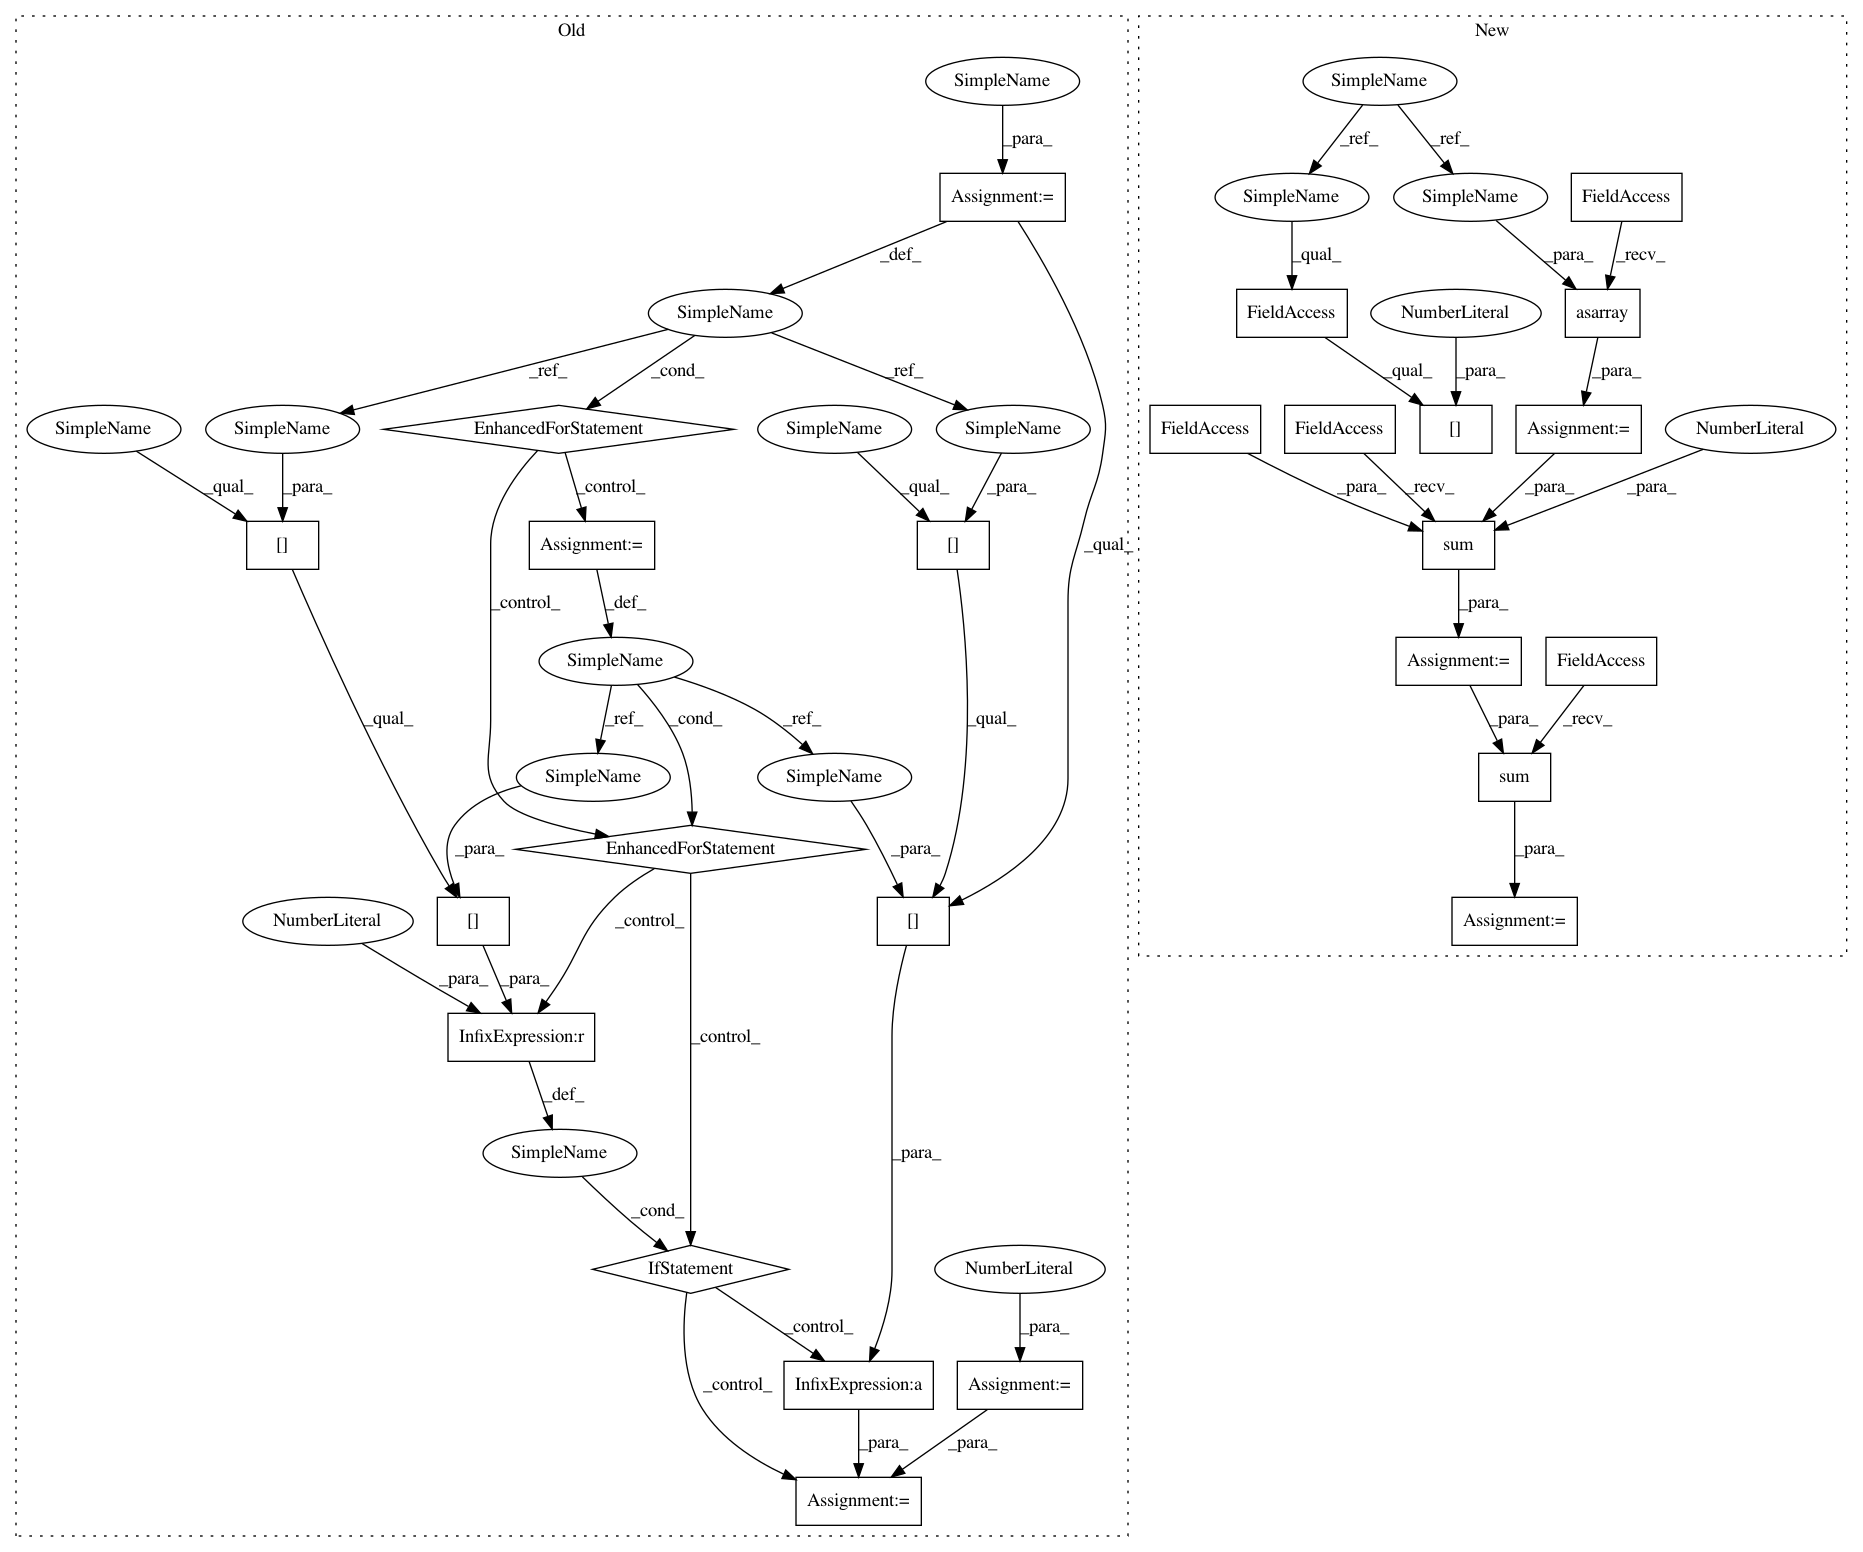 Old
New
SimpleName
SimpleName
_para_
_ref_
_ref_
Assignment:=
SimpleName
SimpleName
FieldAccess
_def_
_qual_
_para_
_recv_
SimpleName
FieldAccess
NumberLiteral
asarray
_ref_
_cond_
_ref_
_qual_
_para_
_para_
SimpleName
SimpleName
EnhancedForStatement
SimpleName
SimpleName
FieldAccess
FieldAccess
[]
Assignment:=
NumberLiteral
_qual_
_para_
_control_
_qual_
_para_
_para_
_recv_
_para_
_para_
[]
Assignment:=
[]
_qual_
sum
_control_
_def_
_para_
SimpleName
Assignment:=
FieldAccess
_qual_
_ref_
_cond_
_ref_
_qual_
_para_
_recv_
SimpleName
SimpleName
sum
_para_
EnhancedForStatement
_para_
_para_
NumberLiteral
[]
[]
Assignment:=
_control_
_para_
_para_
InfixExpression:r
_control_
_def_
SimpleName
_para_
_cond_
IfStatement
NumberLiteral
_control_
_para_
_control_
InfixExpression:a
Assignment:=
_para_
_para_
Assignment:=